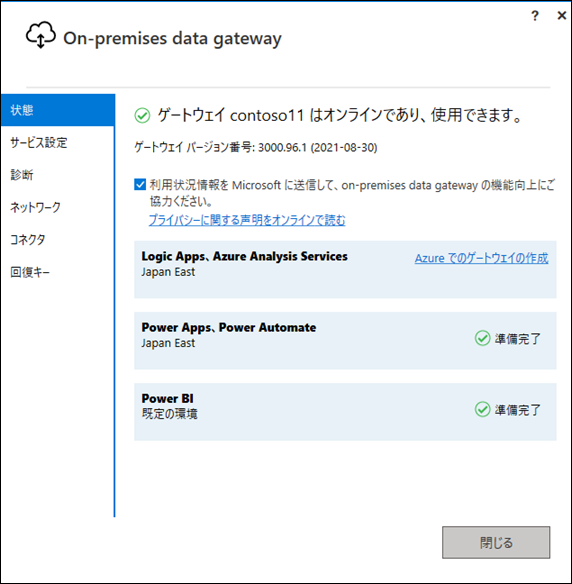 ? ×
On-premises data gateway
状態
サービス設定
診断
ネットワーク
コネクタ
回復キー
ゲートウェイ contoso11 はオンラインであり、使用できます。
ゲートウェイ バージョン番号: 3000.96.1 (2021-08-30)
利用状況情報を Microsoft に送信して、on-premises data gateway の機能向上にご
協力ください。
プライバシーに関する声明をオンラインで読む
Logic Apps、Azure Analysis Services
Japan East
Azure でのゲートウェイの作成
Power Apps、Power Automate
Japan East
準備完了
Power BI
既定の環境
準備完了
閉じる